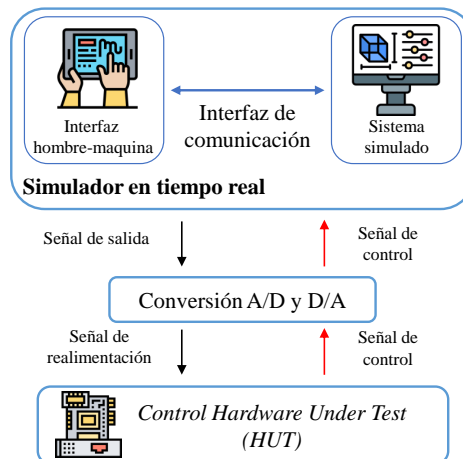 Interfaz
hombre-maquina
Interfaz de
comunicación
Sistema
simulado
Simulador en tiempo real
Señal de salida
Señal de
control
Conversión A/D y D/A
Señal de
realimentación
Señal de
control
Control Hardware Under Test
(HUT)